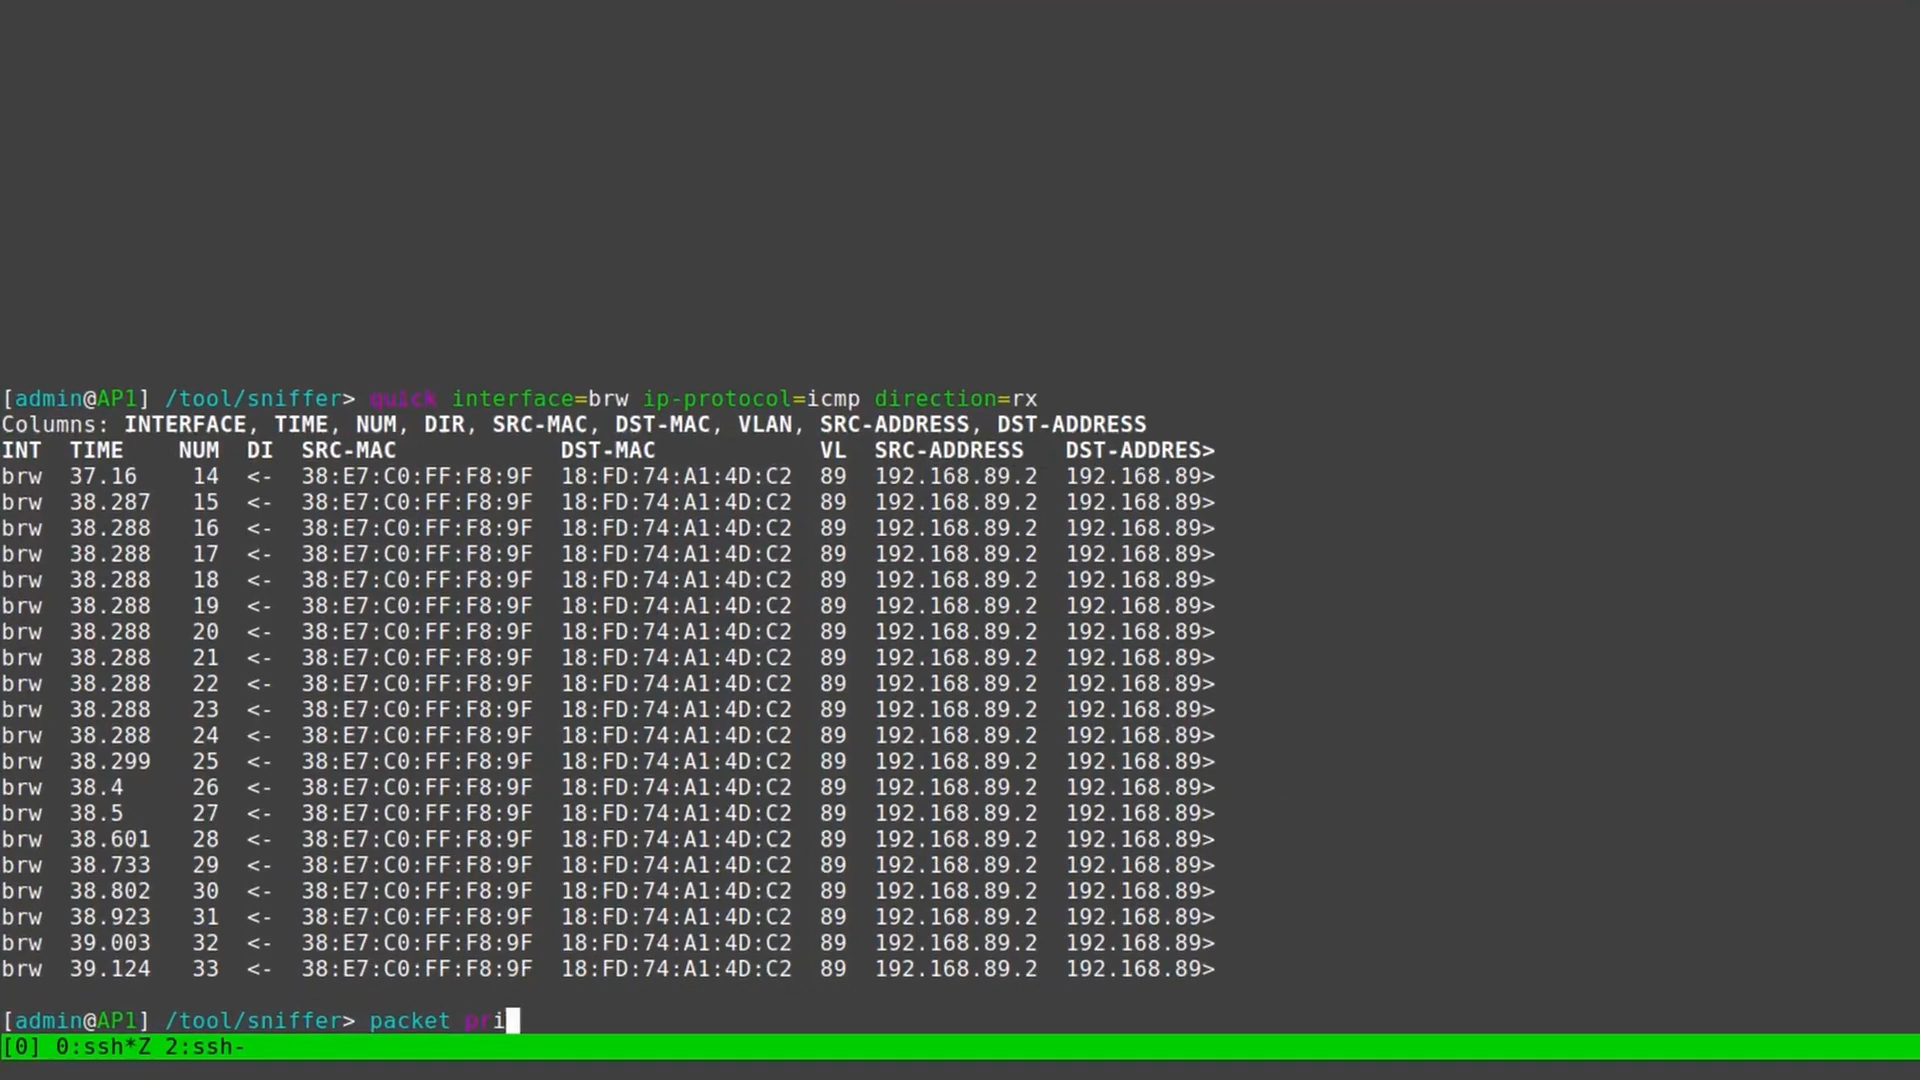 [admin@AP1] /tool/sniffer> quick interface=brw ip-protocol=icmp direction=rx
Columns: INTERFACE, TIME, NUM, DIR, SRC-MAC, DST-MAC, VLAN, SRC-ADDRESS, DST-ADDRESS
INT  TIME    NUM  DI  SRC-MAC            DST-MAC            VL  SRC-ADDRESS   DST-ADDRES>
brw  37.16    14  <-  38:E7:C0:FF:F8:9F  18:FD:74:A1:4D:C2  89  192.168.89.2  192.168.89>
brw  38.287   15  <-  38:E7:C0:FF:F8:9F  18:FD:74:A1:4D:C2  89  192.168.89.2  192.168.89>
brw  38.288   16  <-  38:E7:C0:FF:F8:9F  18:FD:74:A1:4D:C2  89  192.168.89.2  192.168.89>
brw  38.288   17  <-  38:E7:C0:FF:F8:9F  18:FD:74:A1:4D:C2  89  192.168.89.2  192.168.89>
brw  38.288   18  <-  38:E7:C0:FF:F8:9F  18:FD:74:A1:4D:C2  89  192.168.89.2  192.168.89>
brw  38.288   19  <-  38:E7:C0:FF:F8:9F  18:FD:74:A1:4D:C2  89  192.168.89.2  192.168.89>
brw  38.288   20  <-  38:E7:C0:FF:F8:9F  18:FD:74:A1:4D:C2  89  192.168.89.2  192.168.89>
brw  38.288   21  <-  38:E7:C0:FF:F8:9F  18:FD:74:A1:4D:C2  89  192.168.89.2  192.168.89>
brw  38.288   22  <-  38:E7:C0:FF:F8:9F  18:FD:74:A1:4D:C2  89  192.168.89.2  192.168.89>
brw  38.288   23  <-  38:E7:C0:FF:F8:9F  18:FD:74:A1:4D:C2  89  192.168.89.2  192.168.89>
brw  38.288   24  <-  38:E7:C0:FF:F8:9F  18:FD:74:A1:4D:C2  89  192.168.89.2  192.168.89>
brw  38.299   25  <-  38:E7:C0:FF:F8:9F  18:FD:74:A1:4D:C2  89  192.168.89.2  192.168.89>
brw  38.4     26  <-  38:E7:C0:FF:F8:9F  18:FD:74:A1:4D:C2  89  192.168.89.2  192.168.89>
brw  38.5     27  <-  38:E7:C0:FF:F8:9F  18:FD:74:A1:4D:C2  89  192.168.89.2  192.168.89>
brw  38.601   28  <-  38:E7:C0:FF:F8:9F  18:FD:74:A1:4D:C2  89  192.168.89.2  192.168.89>
brw  38.733   29  <-  38:E7:C0:FF:F8:9F  18:FD:74:A1:4D:C2  89  192.168.89.2  192.168.89>
brw  38.802   30  <-  38:E7:C0:FF:F8:9F  18:FD:74:A1:4D:C2  89  192.168.89.2  192.168.89>
brw  38.923   31  <-  38:E7:C0:FF:F8:9F  18:FD:74:A1:4D:C2  89  192.168.89.2  192.168.89>
brw  39.003   32  <-  38:E7:C0:FF:F8:9F  18:FD:74:A1:4D:C2  89  192.168.89.2  192.168.89>
brw  39.124   33  <-  38:E7:C0:FF:F8:9F  18:FD:74:A1:4D:C2  89  192.168.89.2  192.168.89>
[admin@AP1] /tool/sniffer> packet pri
[0] 0:ssh*Z 2:ssh-